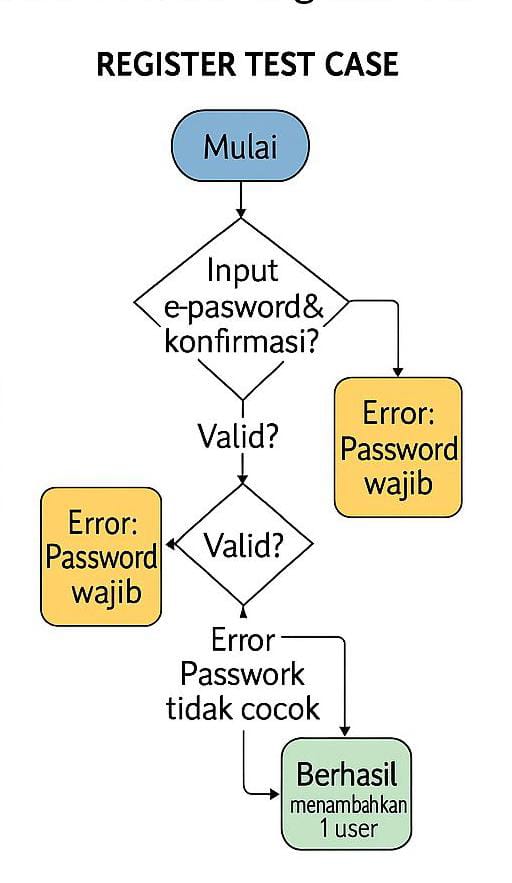 REGISTER TEST CASE
Mulai
Input
e-pasword&
konfirmasi?
Error:
Password
wajib
Valid?
Error:
Password
wajib
Valid?
Error
Passwork
tidak cocok
Berhasil
menambahkan
1 user